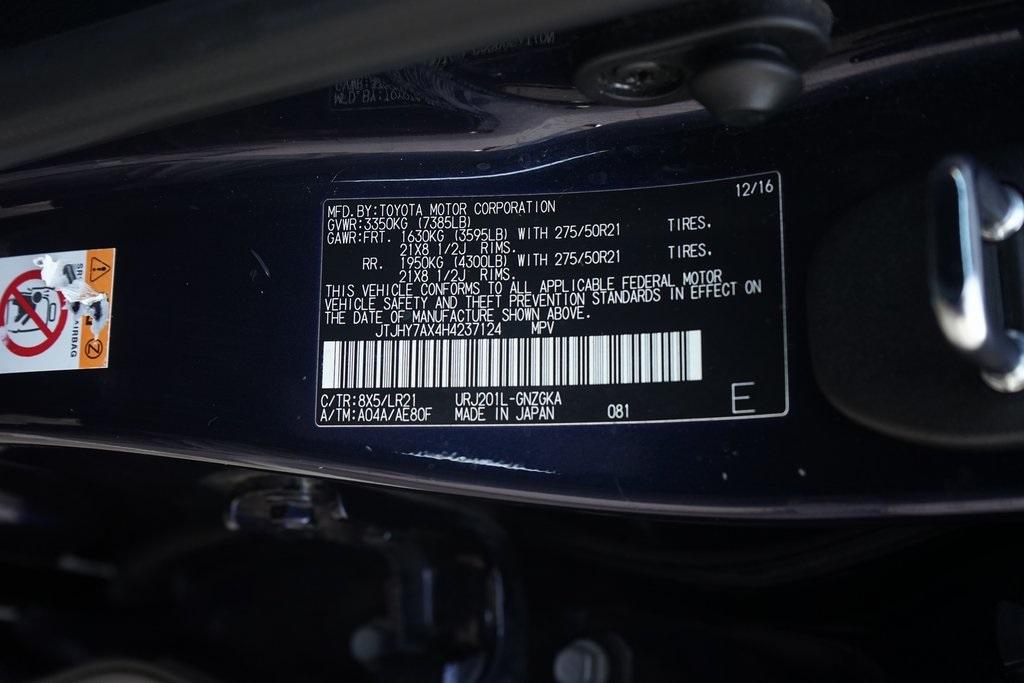 12/16
MFD.BY:TOYOTA MOTOR CORPORATION
GVWR:3350KG (7385LB)
GAWR:FRT. 1630KG (3595LB) WITH 275/50R21 TIRES.
21X8 1/2J RIMS.
RR. 1950KG (4300LB) WITH 275/50R21 TIRES.
21X8 1/2J RIMS.
THIS VEHICLE CONFORMS TO ALL APPLICABLE FEDERAL MOTOR
VEHICLE SAFETY AND THEFT PREVENTION STANDARDS IN EFFECT ON
THE DATE OF MANUFACTURE SHOWN ABOVE.
JTJHY7AX4H4237124 MPV
C/TR:8X5/LR21 URJ201L-GNZGKA
A/TM:A04A/AE80F MADE IN JAPAN 081 E
AIRBAG